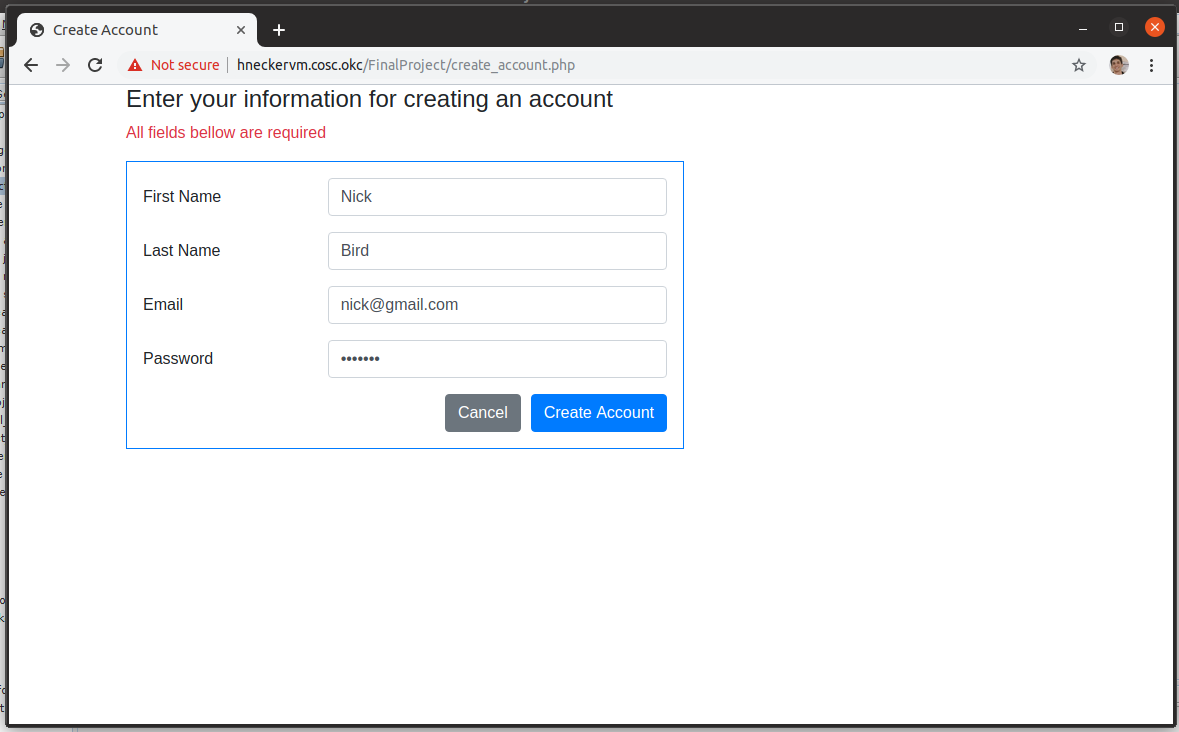 Create Account
Not secure hneckervm.cosc.okc/FinalProject/create_account.php
Enter your information for creating an account
All fields bellow are required
First Name Nick
Last Name Bird
Email nick@gmail.com
Password •••••••
Cancel Create Account